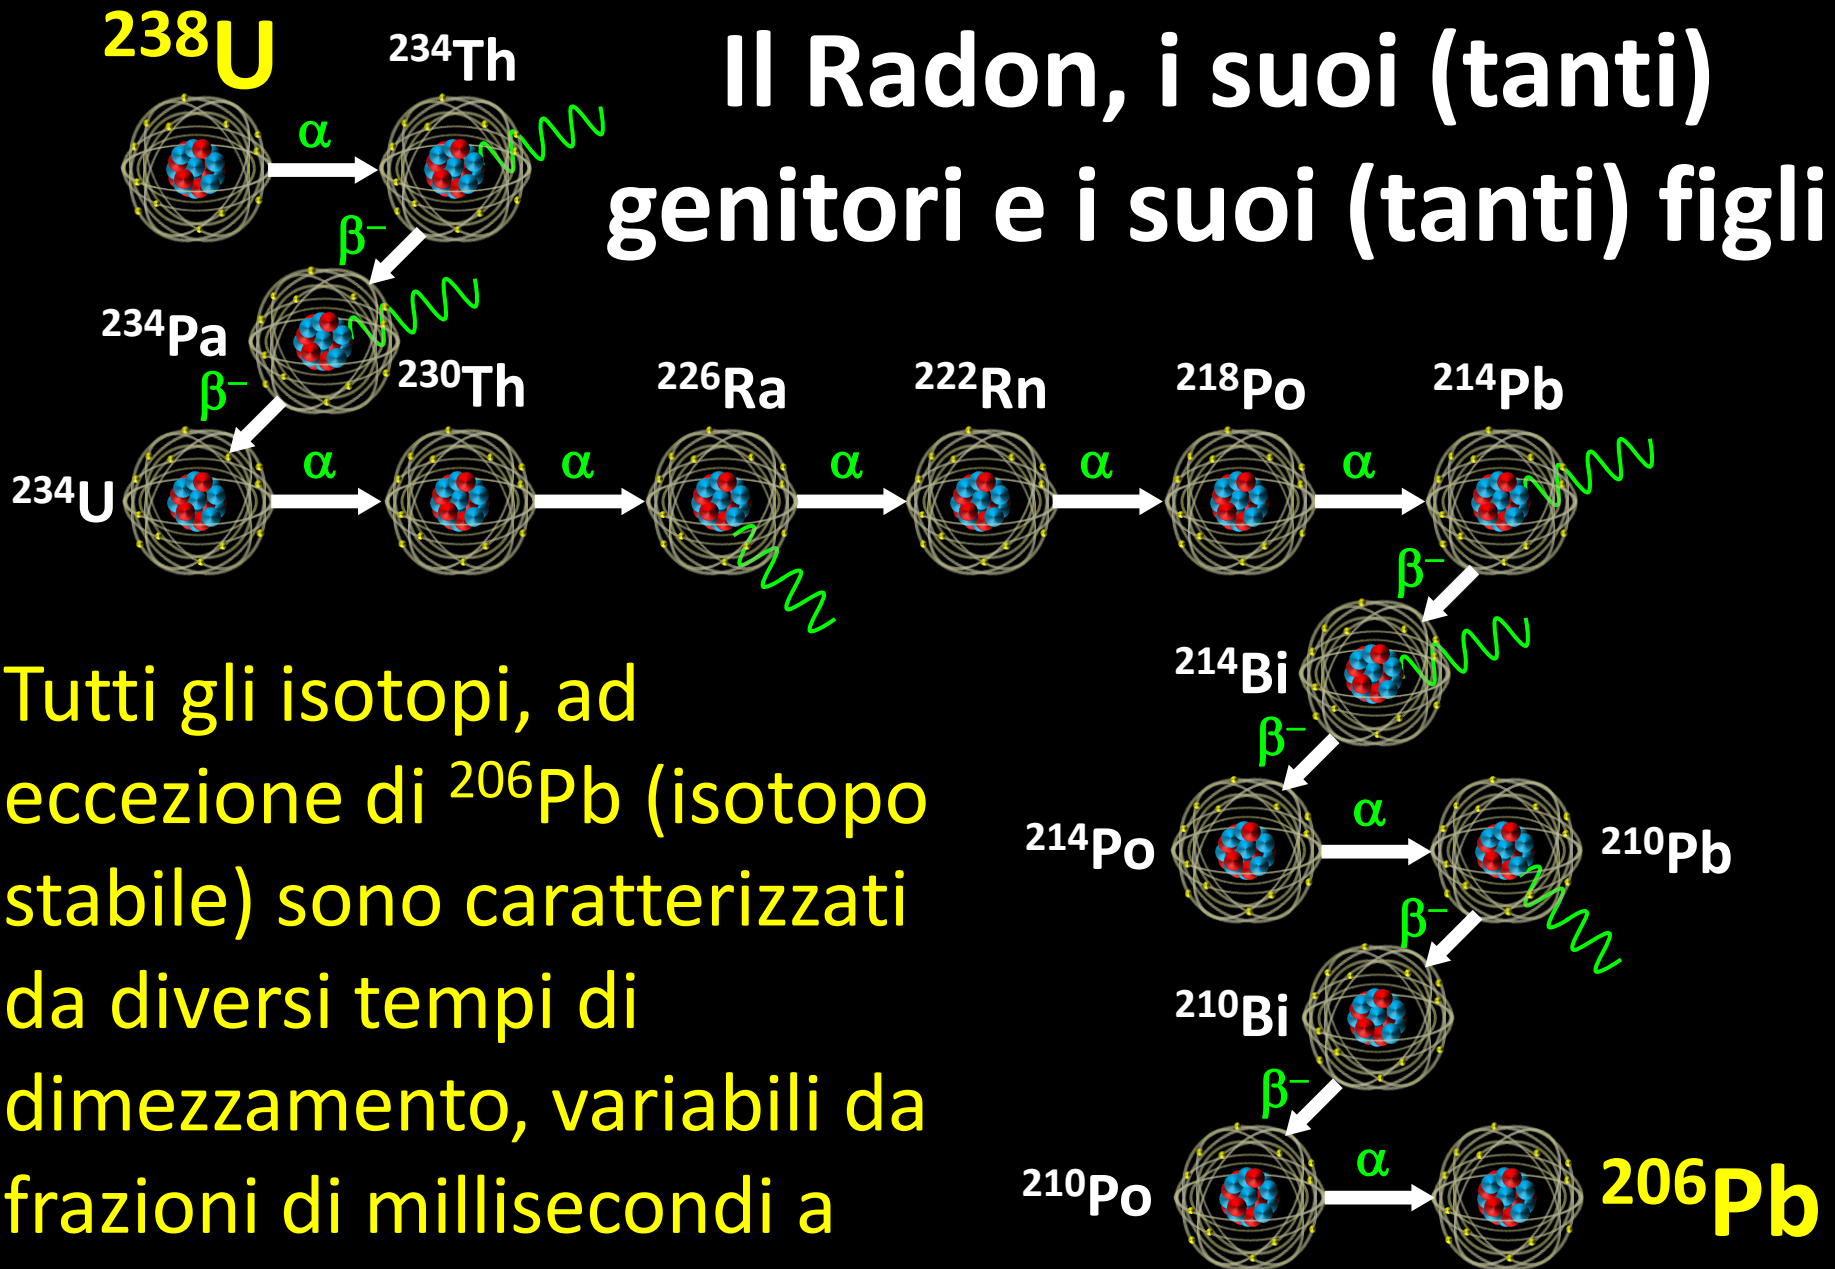 Il Radon, i suoi (tanti)
genitori e i suoi (tanti) figli
²³⁸U
α
²³⁴Th
β⁻
²³⁴Pa
β⁻
²³⁴U
α
²³⁰Th
α
²²⁶Ra
α
²²²Rn
α
²¹⁸Po
α
²¹⁴Pb
β⁻
²¹⁴Bi
β⁻
²¹⁴Po
α
²¹⁰Pb
β⁻
²¹⁰Bi
β⁻
²¹⁰Po
α
²⁰⁶Pb
Tutti gli isotopi, ad
eccezione di ²⁰⁶Pb (isotopo
stabile) sono caratterizzati
da diversi tempi di
dimezzamento, variabili da
frazioni di millisecondi a